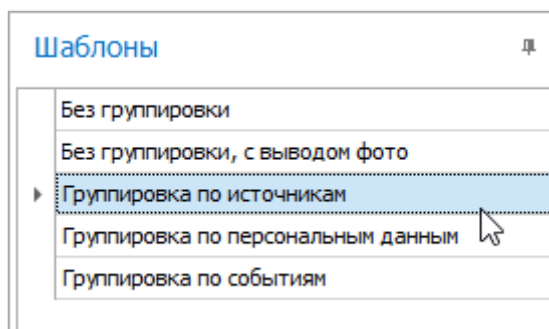 Шаблоны
Без группировки
Без группировки, с выводом фото
Группировка по источникам
Группировка по персональным данным
Группировка по событиям